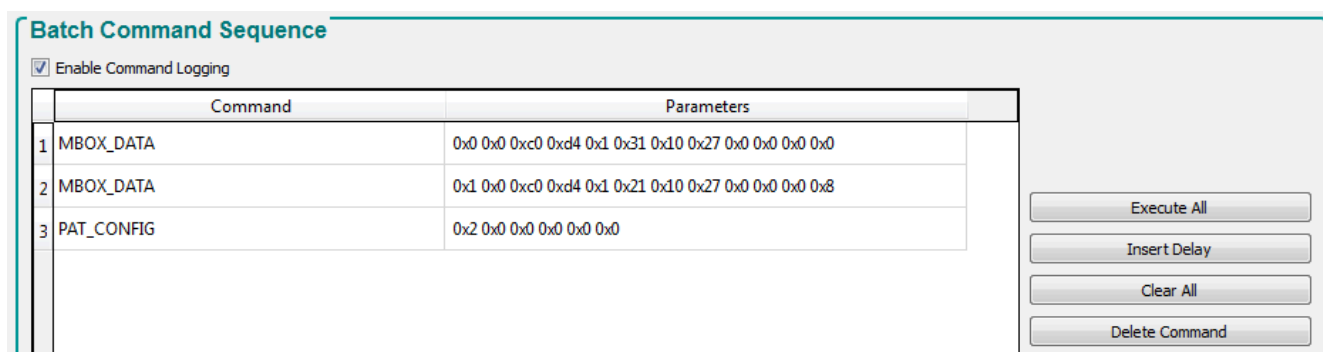 Batch Command Sequence
Enable Command Logging
Command Parameters
1 MBOX_DATA 0x0 0x0 0xc0 0xd4 0x1 0x31 0x10 0x27 0x0 0x0 0x0 0x0
2 MBOX_DATA 0x1 0x0 0xc0 0xd4 0x1 0x21 0x10 0x27 0x0 0x0 0x0 0x8
3 PAT_CONFIG 0x2 0x0 0x0 0x0 0x0 0x0
Execute All
Insert Delay
Clear All
Delete Command